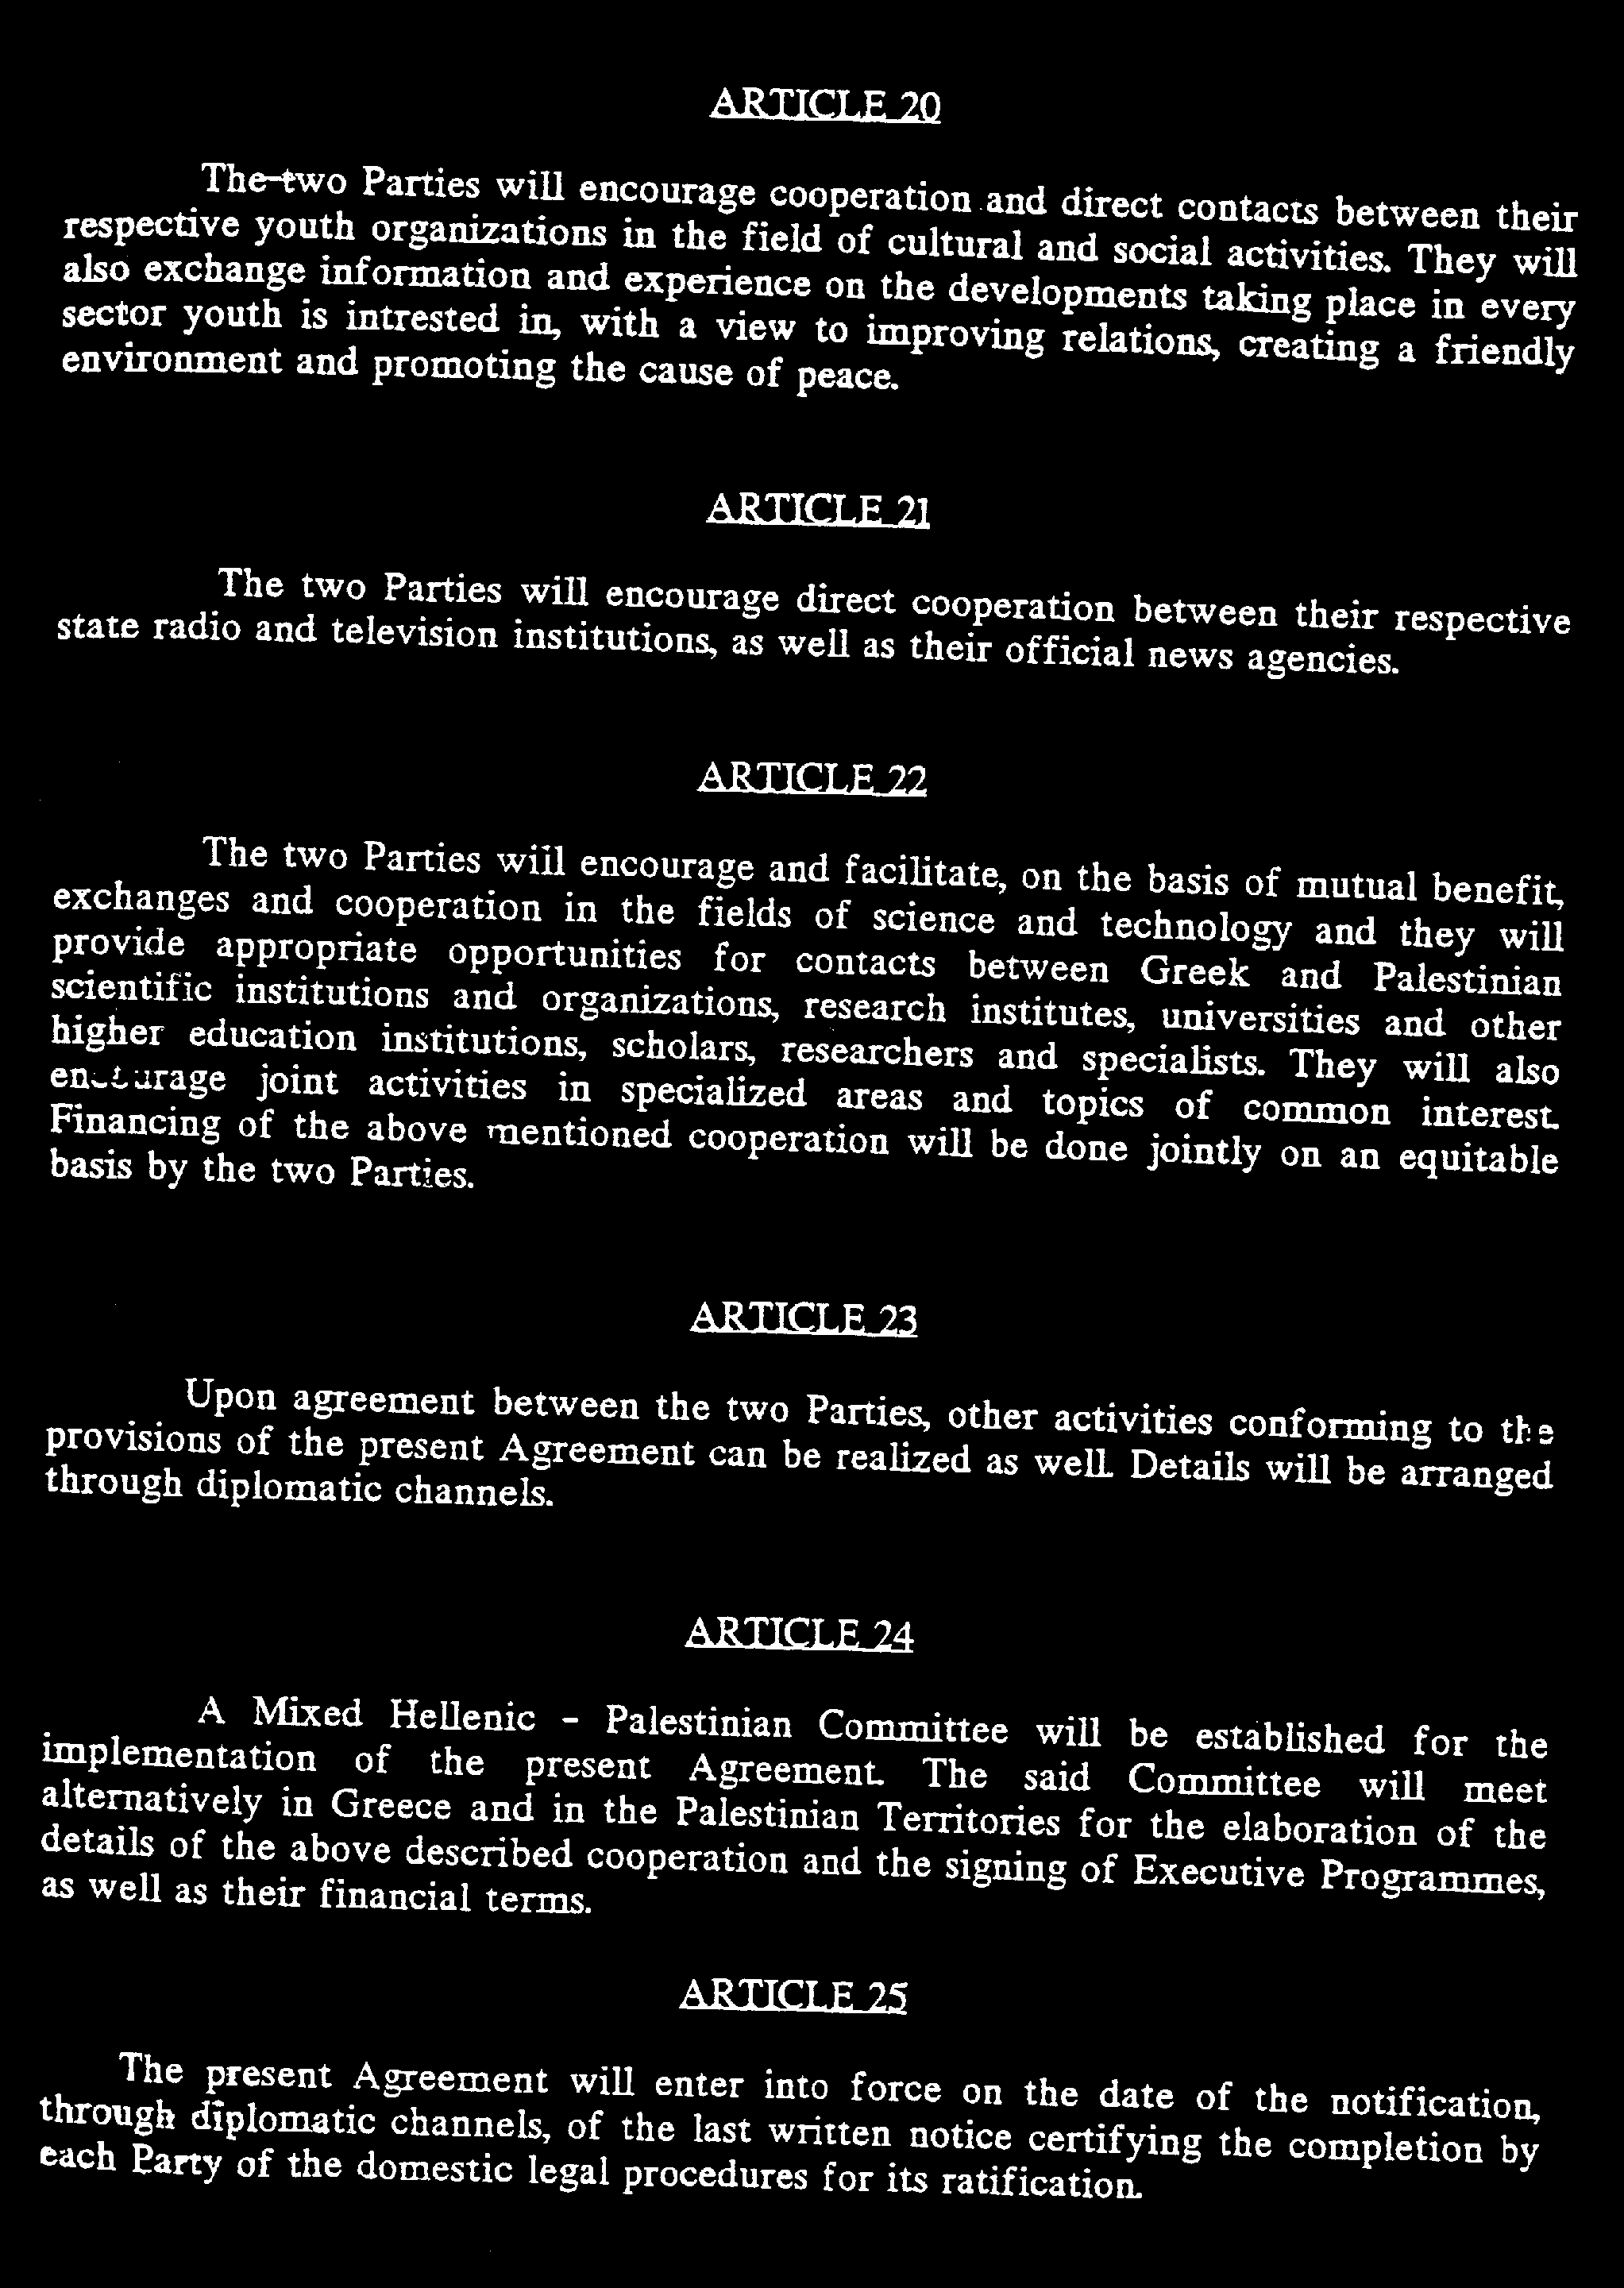 ARTICLE 20
The two Parties will encourage cooperation and direct contacts between their
respective youth organizations in the field of cultural and social activities. They will
also exchange information and experience on the developments taking place in every
sector youth is intrested in, with a view to improving relations, creating a friendly
environment and promoting the cause of peace.
ARTICLE 21
The two Parties will encourage direct cooperation between their respective
state radio and television institutions, as well as their official news agencies.
ARTICLE 22
The two Parties will encourage and facilitate, on the basis of mutual benefit,
exchanges and cooperation in the fields of science and technology and they will
provide appropriate opportunities for contacts between Greek and Palestinian
scientific institutions and organizations, research institutes, universities and other
higher education institutions, scholars, researchers and specialists. They will also
encourage joint activities in specialized areas and topics of common interest.
Financing of the above mentioned cooperation will be done jointly on an equitable
basis by the two Parties.
ARTICLE 23
Upon agreement between the two Parties, other activities conforming to the
provisions of the present Agreement can be realized as well. Details will be arranged
through diplomatic channels.
ARTICLE 24
A Mixed Hellenic - Palestinian Committee will be established for the
implementation of the present Agreement. The said Committee will meet
alternatively in Greece and in the Palestinian Territories for the elaboration of the
details of the above described cooperation and the signing of Executive Programmes,
as well as their financial terms.
ARTICLE 25
The present Agreement will enter into force on the date of the notification,
through diplomatic channels, of the last written notice certifying the completion by
each Party of the domestic legal procedures for its ratification.